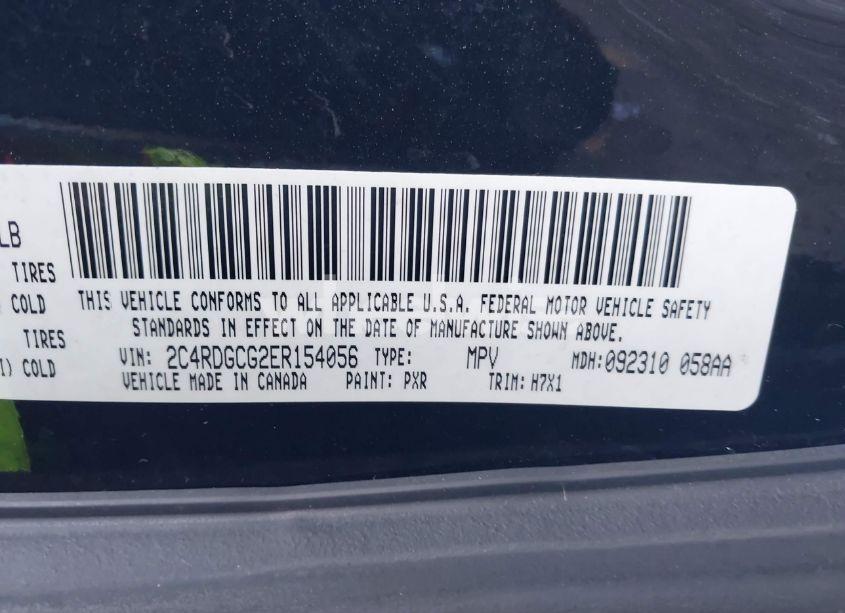 LB
TIRES
COLD
THIS VEHICLE CONFORMS TO ALL APPLICABLE U.S.A. FEDERAL MOTOR VEHICLE SAFETY
STANDARDS IN EFFECT ON THE DATE OF MANUFACTURE SHOWN ABOVE.
TIRES
VIN: 2C4RDGCG2ER154056 TYPE: MPV MDH:092310 058AA
) COLD
VEHICLE MADE IN CANADA PAINT: PXR TRIM: H7X1